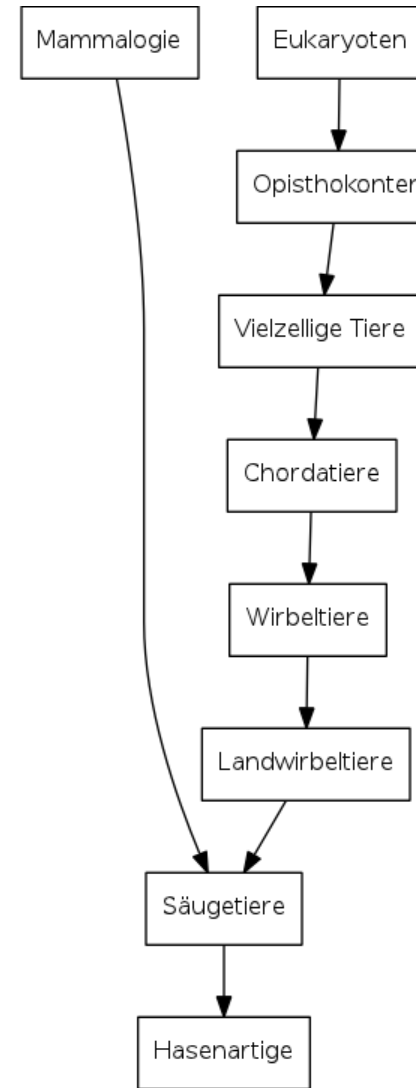 Mammalogie
Eukaryoten
Opisthokonten
Vielzellige Tiere
Chordatiere
Wirbeltiere
Landwirbeltiere
Säugetiere
Hasenartige